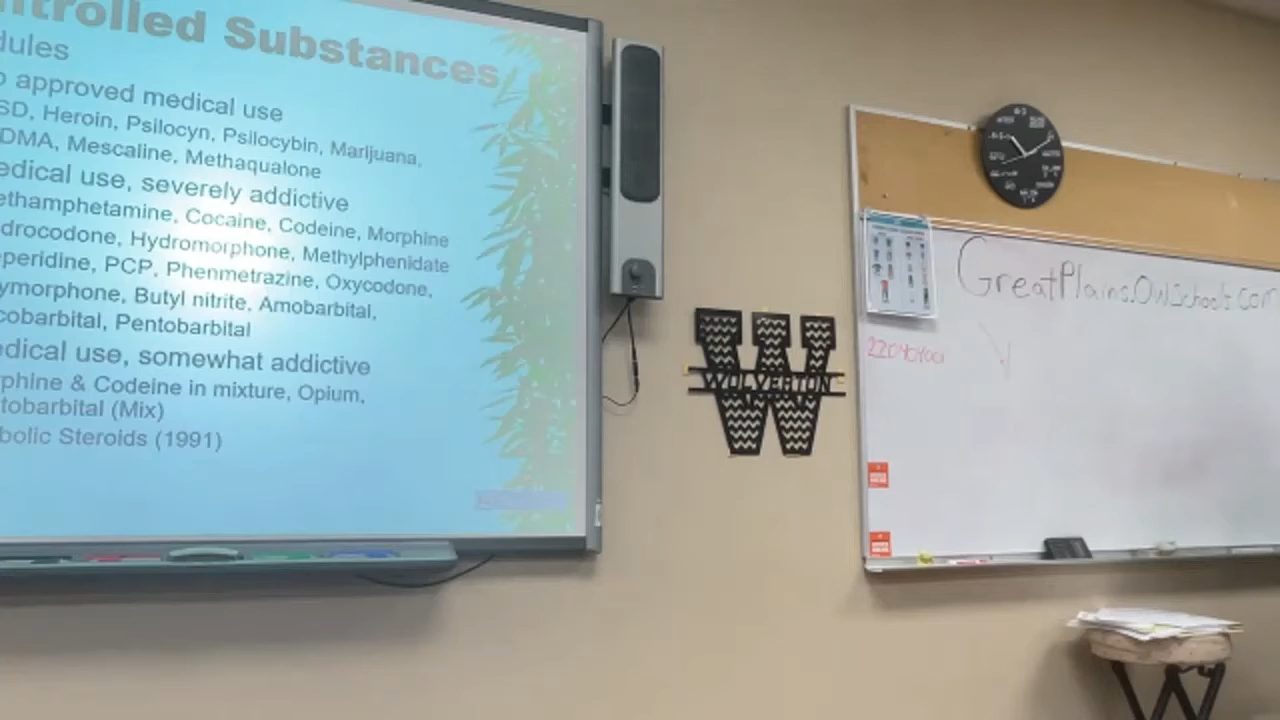 ntrolled Substances
dules
o approved medical use
SD, Heroin, Psilocyn, Psilocybin, Marijuana,
DMA, Mescaline, Methaqualone
edical use, severely addictive
ethamphetamine, Cocaine, Codeine, Morphine
drocodone, Hydromorphone, Methylphenidate
eperidine, PCP, Phenmetrazine, Oxycodone,
ymorphone, Butyl nitrite, Amobarbital,
cobarbital, Pentobarbital
edical use, somewhat addictive
rphine & Codeine in mixture, Opium,
tobarbital (Mix)
bolic Steroids (1991)
W
WOLVERTON
GreatPlains.OwlSchools.com